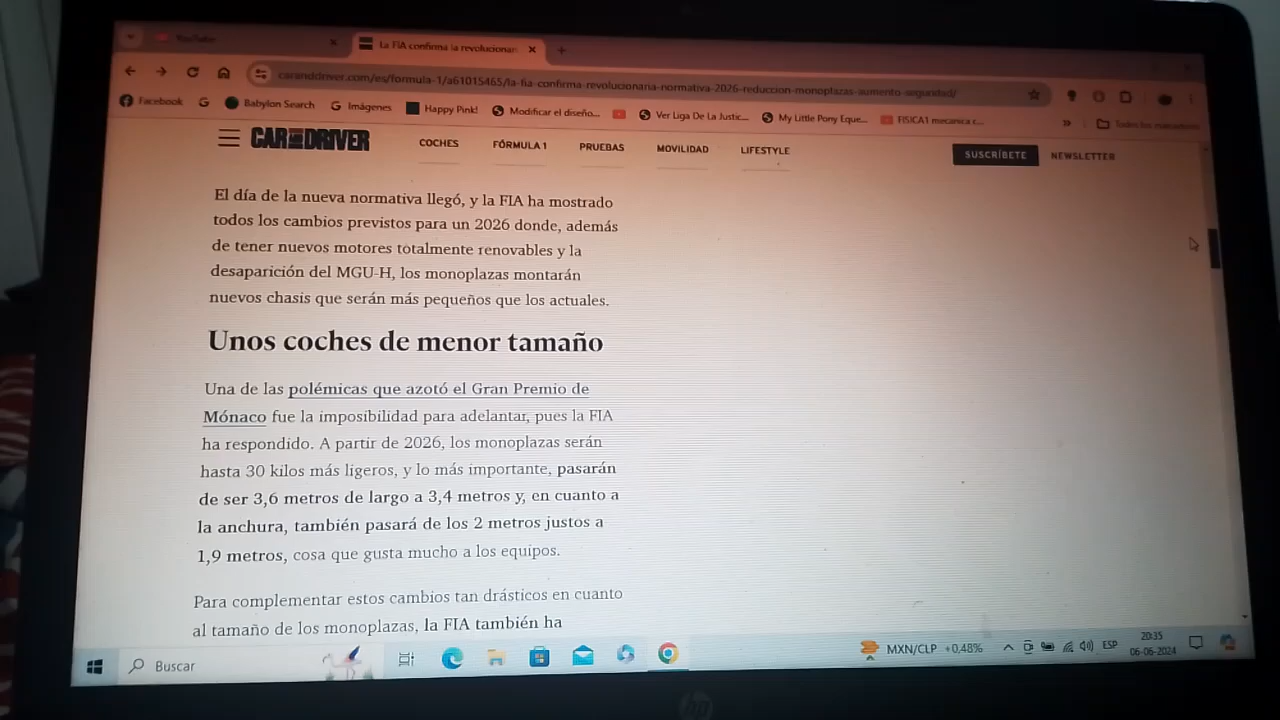 YouTube
La FIA confirma la revolucionar
caranddriver.com/es/formula-1/a61015465/la-fia-confirma-revolucionaria-normativa-2026-reduccion-monoplazas-aumento-seguridad/
Facebook
Babylon Search
Imágenes
Happy Pink!
Modificar el diseño...
Ver Liga De La Justic...
My Little Pony Eque...
FISICA1 mecanica c...
»
Todos los marcadores
CAR AND DRIVER
COCHES
FÓRMULA 1
PRUEBAS
MOVILIDAD
LIFESTYLE
SUSCRÍBETE
NEWSLETTER
El día de la nueva normativa llegó, y la FIA ha mostrado
todos los cambios previstos para un 2026 donde, además
de tener nuevos motores totalmente renovables y la
desaparición del MGU-H, los monoplazas montarán
nuevos chasis que serán más pequeños que los actuales.
Unos coches de menor tamaño
Una de las polémicas que azotó el Gran Premio de
Mónaco fue la imposibilidad para adelantar, pues la FIA
ha respondido. A partir de 2026, los monoplazas serán
hasta 30 kilos más ligeros, y lo más importante, pasarán
de ser 3,6 metros de largo a 3,4 metros y, en cuanto a
la anchura, también pasará de los 2 metros justos a
1,9 metros, cosa que gusta mucho a los equipos.
Para complementar estos cambios tan drásticos en cuanto
al tamaño de los monoplazas, la FIA también ha
Buscar
MXN/CLP +0,48%
ESP
20:35
06-06-2024
hp